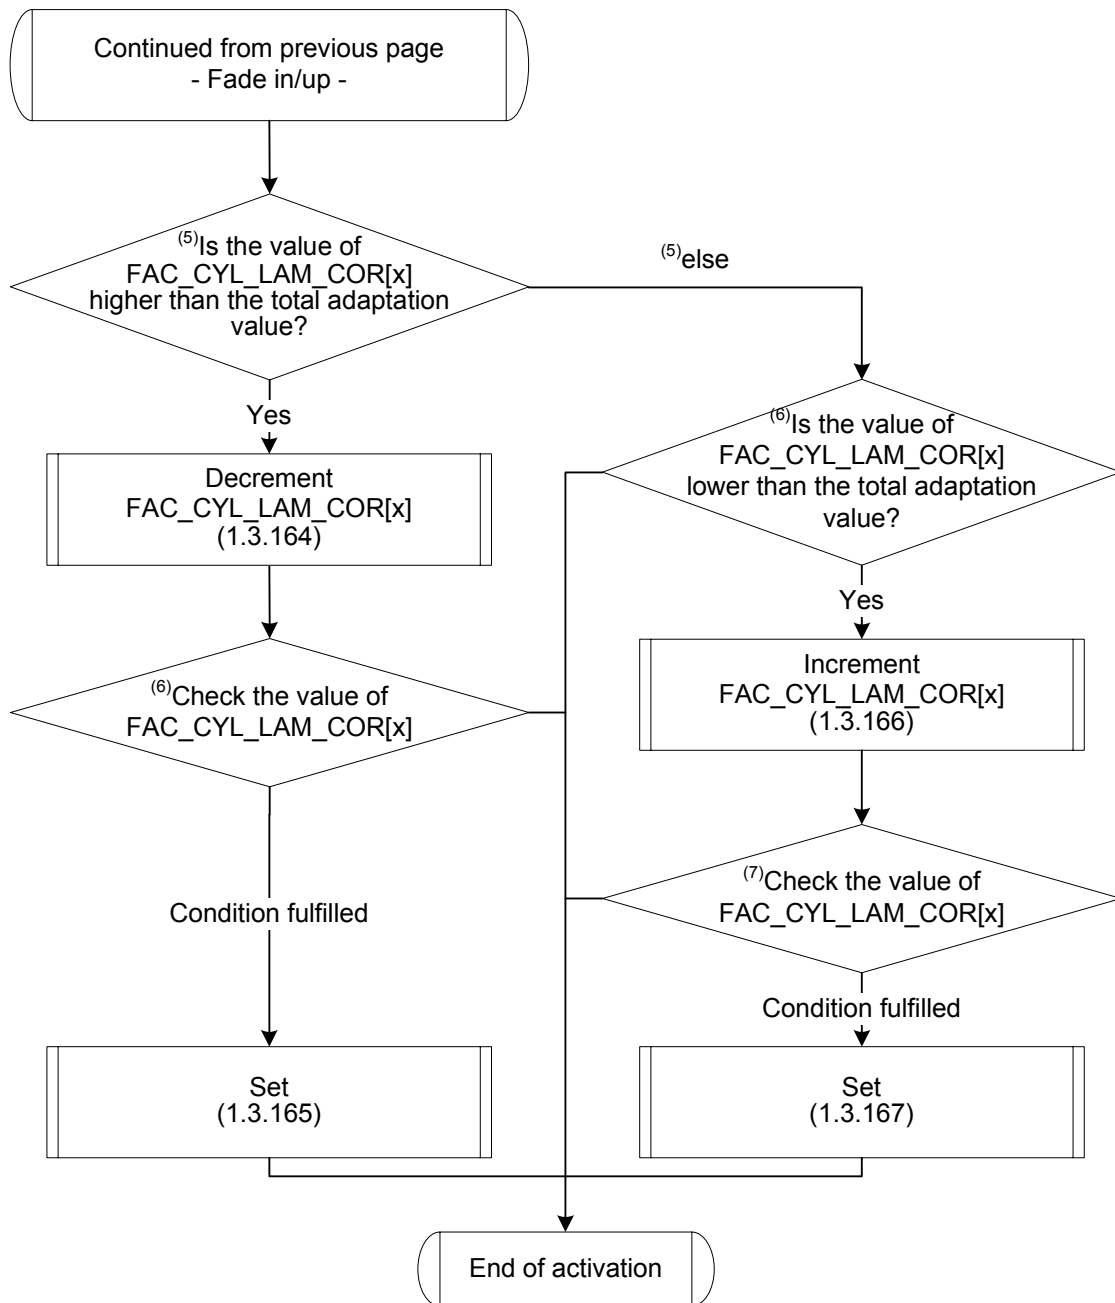 Continued from previous page
- Fade in/up -
(5)Is the value of
FAC_CYL_LAM_COR[x]
higher than the total adaptation
value?
(5)else
Yes
Decrement
FAC_CYL_LAM_COR[x]
(1.3.164)
(6)Is the value of
FAC_CYL_LAM_COR[x]
lower than the total adaptation
value?
Yes
(6)Check the value of
FAC_CYL_LAM_COR[x]
Increment
FAC_CYL_LAM_COR[x]
(1.3.166)
Condition fulfilled
(7)Check the value of
FAC_CYL_LAM_COR[x]
Condition fulfilled
Set
(1.3.165)
Set
(1.3.167)
End of activation